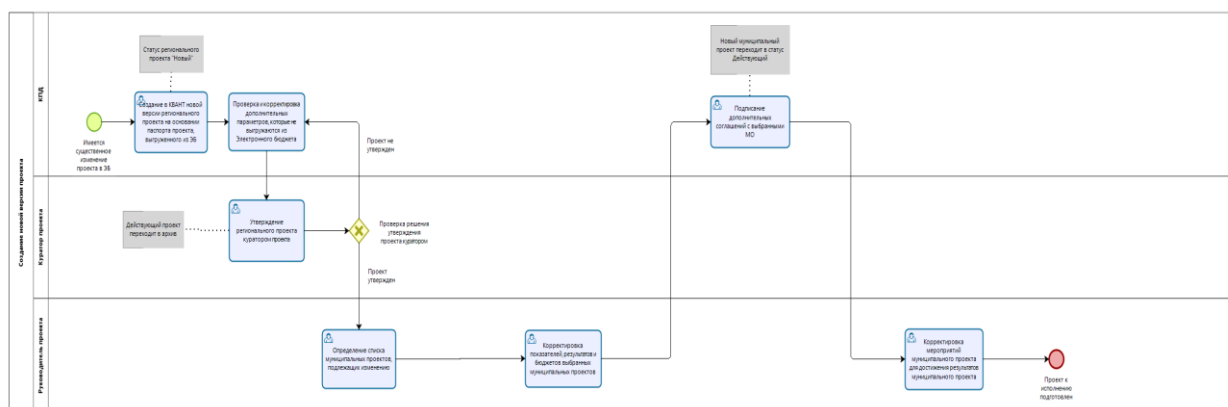 Создание новой версии проекта
КПД
Куратор проекта
Руководитель проекта
Статус регионального
проекта "Новый"
Имеется
существенное
изменение
проекта в ЭБ
Создание в КВАНТ новой
версии регионального
проекта на основании
паспорта проекта,
выгруженного из ЭБ
Проверка и корректировка
дополнительных
параметров, которые не
выгружаются из
Электронного бюджета
Проект не
утвержден
Новый муниципальный
проект переходит в статус
Действующий
Подписание
дополнительных
соглашений с выбранными
МО
Действующий проект
переходит в архив
Утверждение
регионального проекта
куратором проекта
Проверка решения
утверждения
проекта куратором
Проект
утвержден
Определение списка
муниципальных проектов,
подлежащих изменению
Корректировка
показателей, результатов и
бюджетов выбранных
муниципальных проектов
Корректировка
мероприятий
муниципального проекта
для достижения результатов
муниципального проекта
Проект к
исполнению
подготовлен